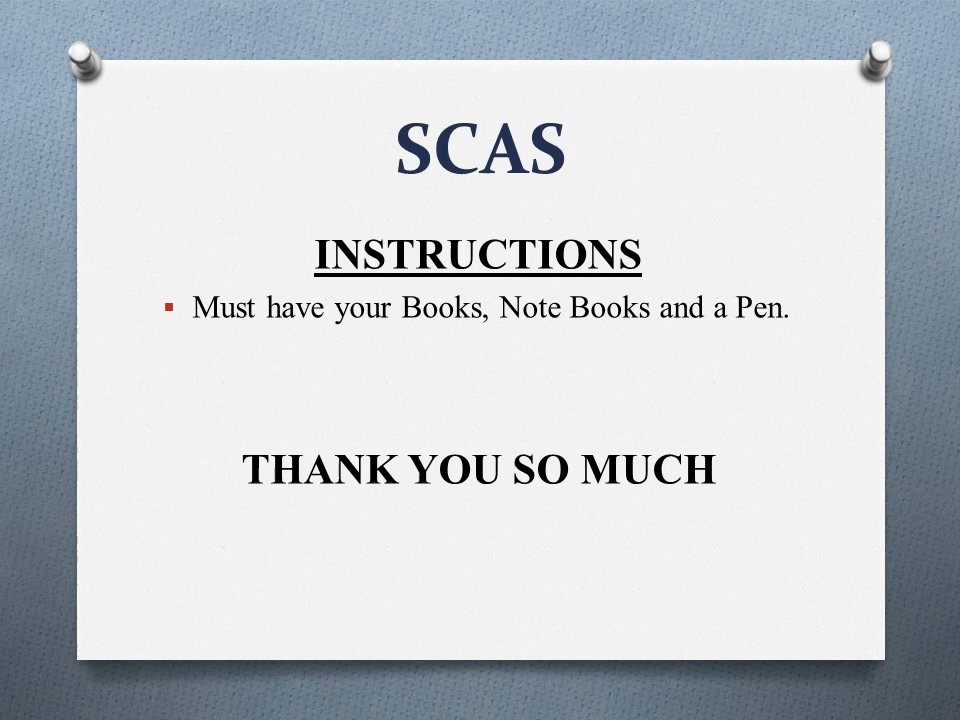 SCAS
INSTRUCTIONS
▪ Must have your Books, Note Books and a Pen.
THANK YOU SO MUCH